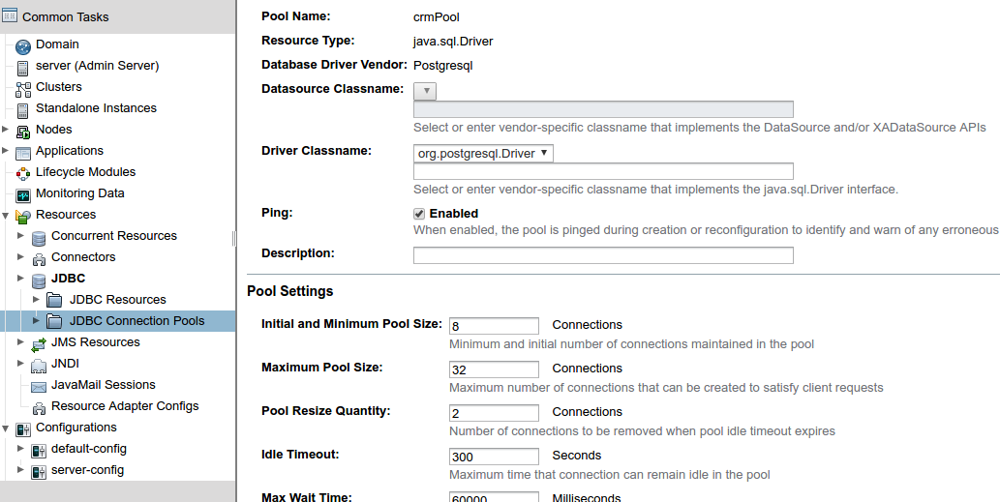 Common Tasks
Domain
server (Admin Server)
Clusters
Standalone Instances
Nodes
Applications
Lifecycle Modules
Monitoring Data
Resources
Concurrent Resources
Connectors
JDBC
JDBC Resources
JDBC Connection Pools
JMS Resources
JNDI
JavaMail Sessions
Resource Adapter Configs
Configurations
default-config
server-config
Pool Name: crmPool
Resource Type: java.sql.Driver
Database Driver Vendor: Postgresql
Datasource Classname:
Select or enter vendor-specific classname that implements the DataSource and/or XADataSource APIs
Driver Classname: org.postgresql.Driver
Select or enter vendor-specific classname that implements the java.sql.Driver interface.
Ping: Enabled
When enabled, the pool is pinged during creation or reconfiguration to identify and warn of any erroneous
Description:
Pool Settings
Initial and Minimum Pool Size: 8 Connections
Minimum and initial number of connections maintained in the pool
Maximum Pool Size: 32 Connections
Maximum number of connections that can be created to satisfy client requests
Pool Resize Quantity: 2 Connections
Number of connections to be removed when pool idle timeout expires
Idle Timeout: 300 Seconds
Maximum time that connection can remain idle in the pool
Max Wait Time: 60000 Milliseconds